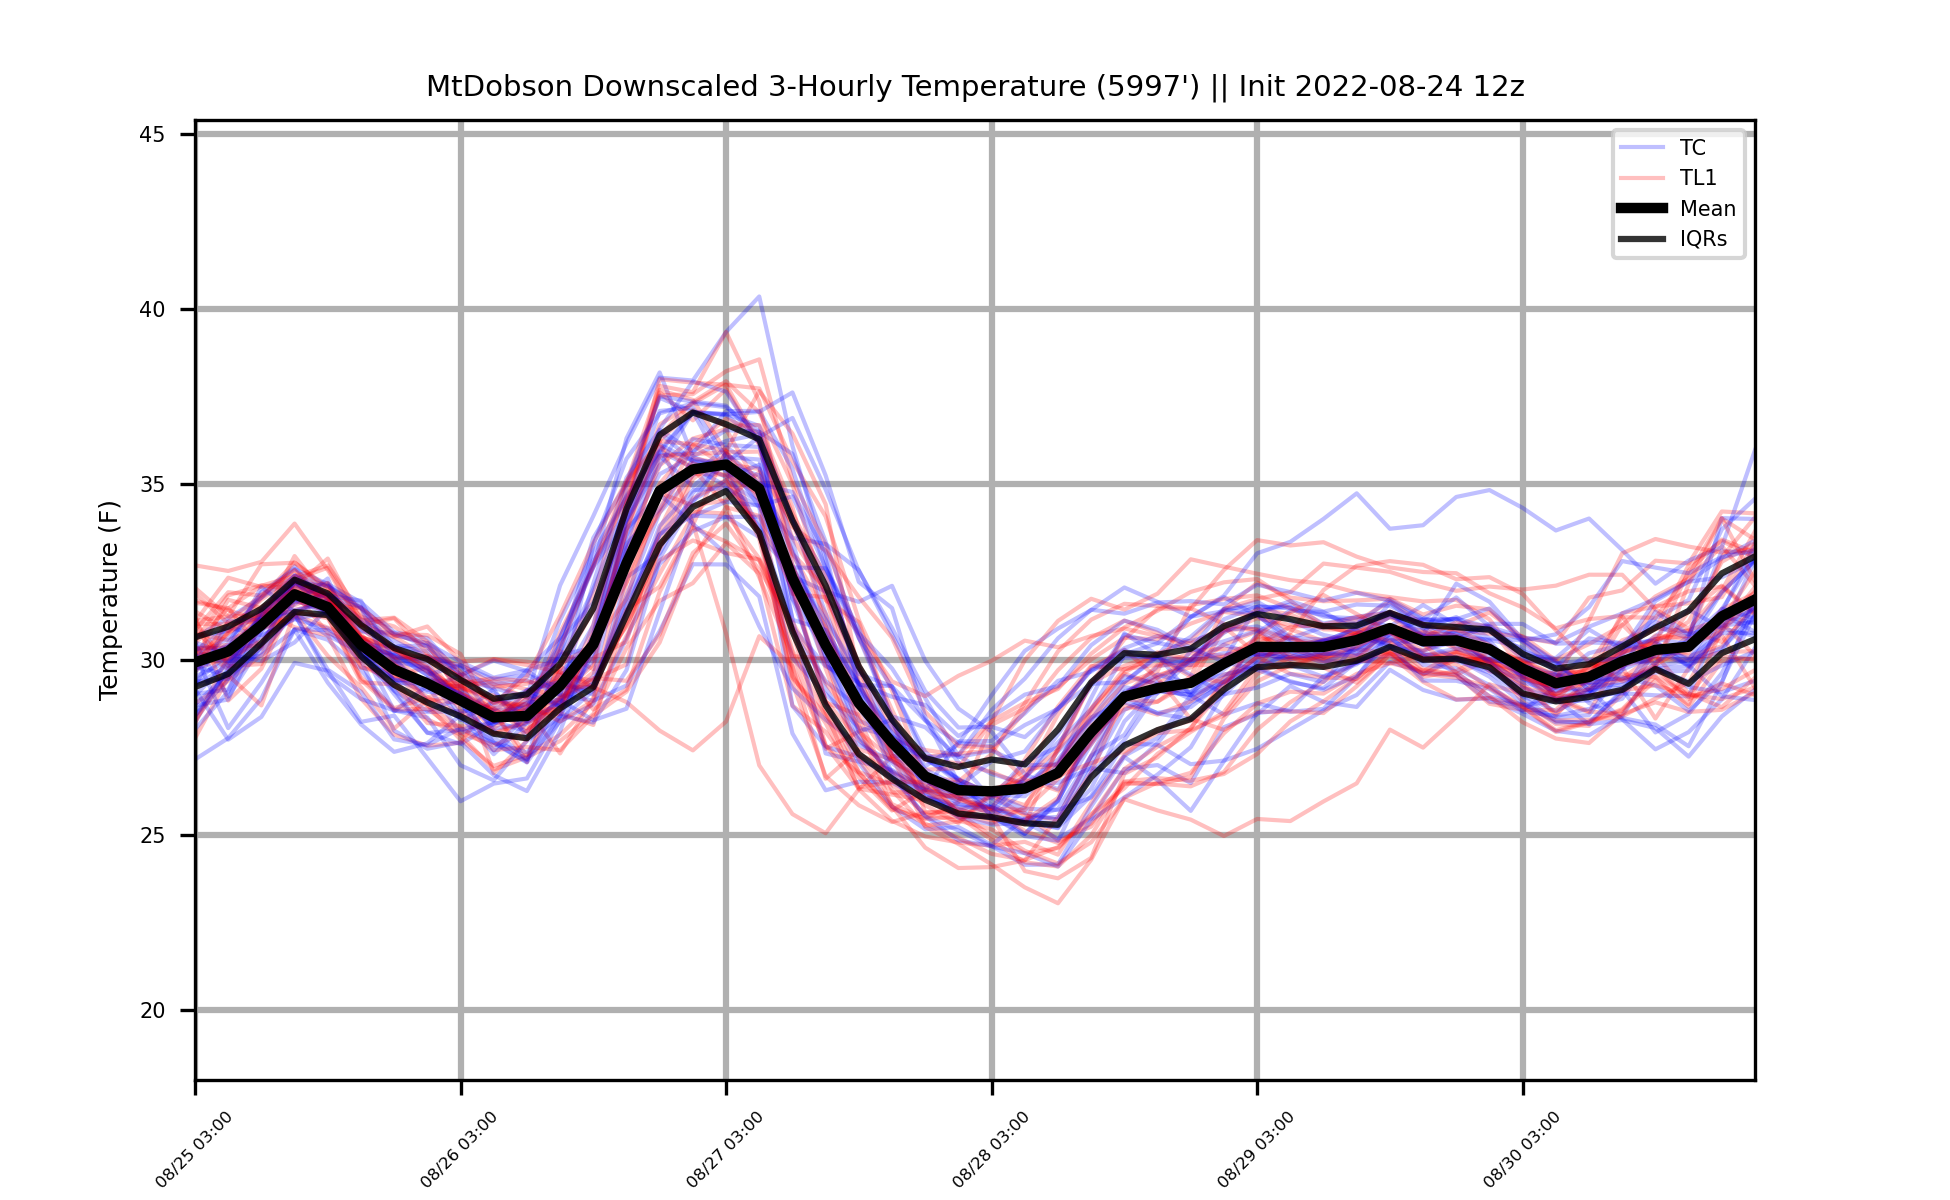 MtDobson Downscaled 3-Hourly Temperature (5997') || Init 2022-08-24 12z
TC
TL1
Mean
IQRs
Temperature (F)
45
40
35
30
25
20
08/25 03:00
08/26 03:00
08/27 03:00
08/28 03:00
08/29 03:00
08/30 03:00